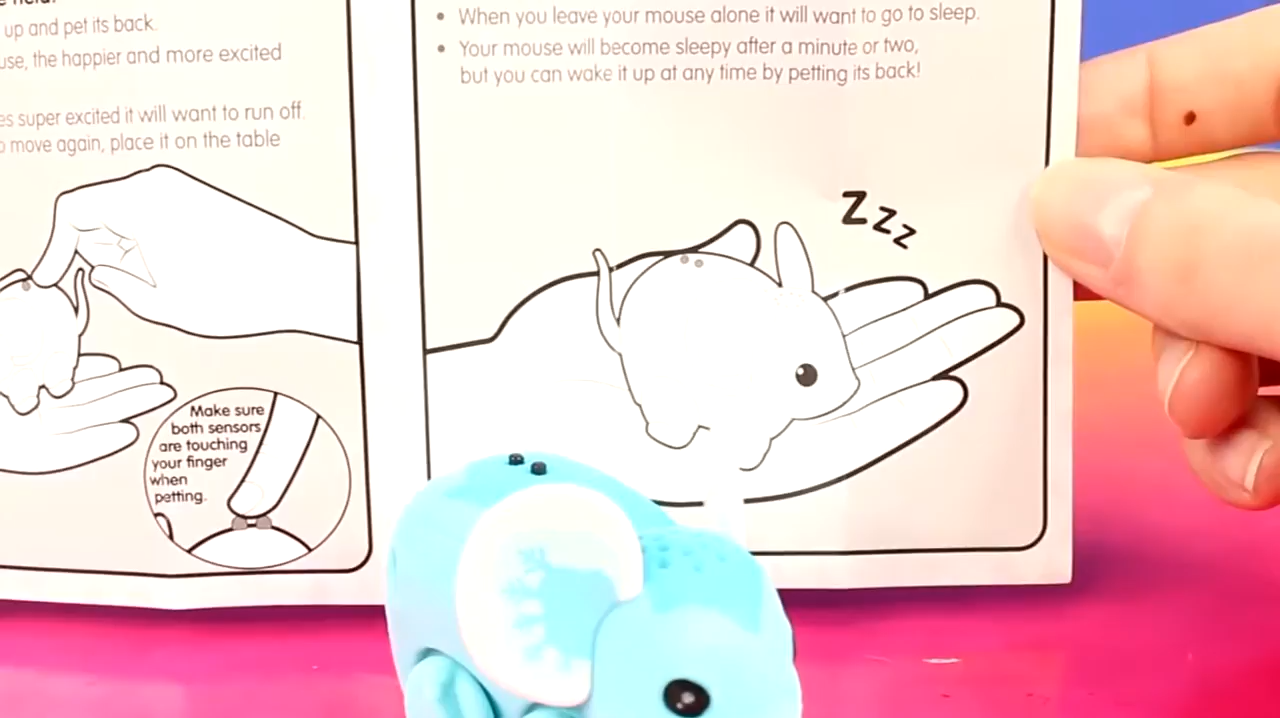 up and pet its back.
use, the happier and more excited
es super excited it will want to run off.
move again, place it on the table
Make sure
both sensors
are touching
your finger
when
petting.
• When you leave your mouse alone it will want to go to sleep.
• Your mouse will become sleepy after a minute or two,
but you can wake it up at any time by petting its back!
Zzz